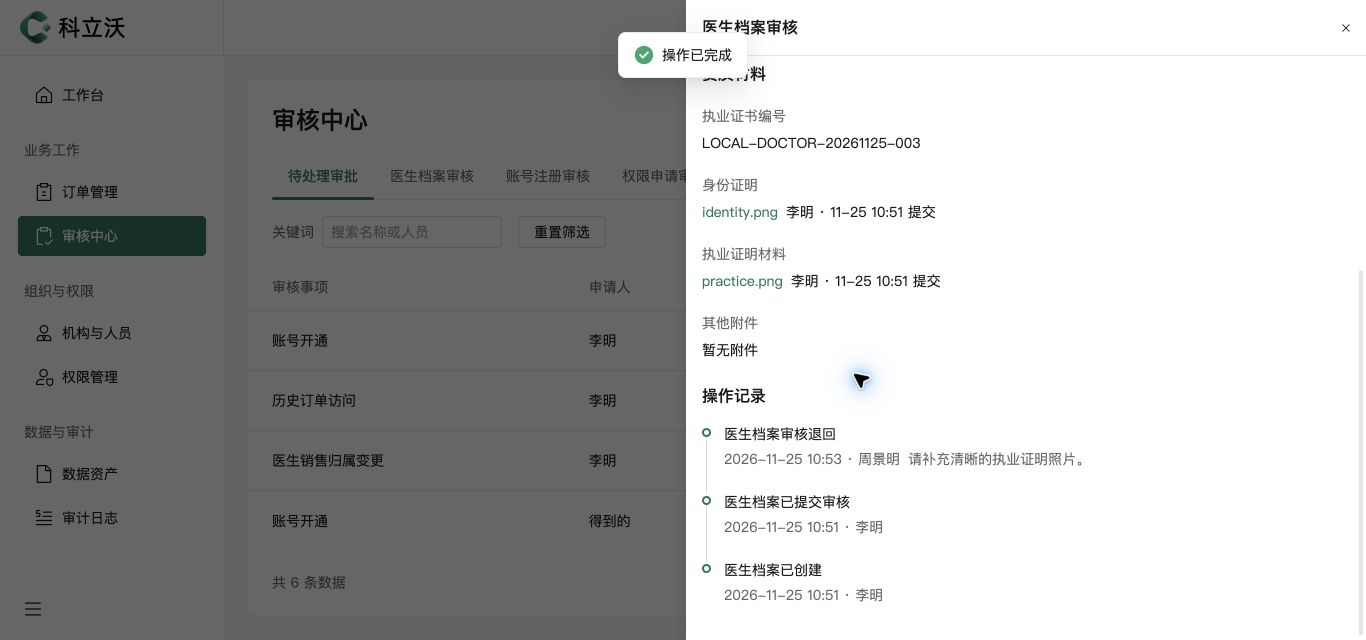 科立沃
医生档案审核
操作已完成
工作台
业务工作
订单管理
审核中心
组织与权限
机构与人员
权限管理
数据与审计
数据资产
审计日志
审核中心
待处理审批 医生档案审核 账号注册审核 权限申请审
关键词 搜索名称或人员 重置筛选
审核事项 申请人
账号开通 李明
历史订单访问 李明
医生销售归属变更 李明
账号开通 得到的
共 6 条数据
材料
执业证书编号
LOCAL-DOCTOR-20261125-003
身份证明
identity.png 李明 · 11-25 10:51 提交
执业证明材料
practice.png 李明 · 11-25 10:51 提交
其他附件
暂无附件
操作记录
医生档案审核退回
2026-11-25 10:53 · 周景明 请补充清晰的执业证明照片。
医生档案已提交审核
2026-11-25 10:51 · 李明
医生档案已创建
2026-11-25 10:51 · 李明